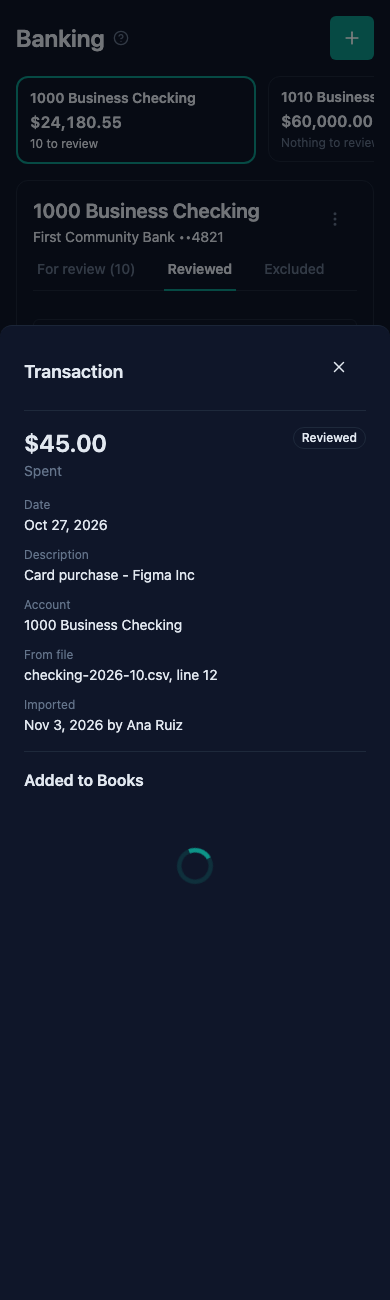 Banking
1000 Business Checking
$24,180.55
10 to review
1010 Business
$60,000.00
Nothing to review
1000 Business Checking
First Community Bank ••4821
For review (10)
Reviewed
Excluded
Transaction
$45.00
Reviewed
Spent
Date
Oct 27, 2026
Description
Card purchase - Figma Inc
Account
1000 Business Checking
From file
checking-2026-10.csv, line 12
Imported
Nov 3, 2026 by Ana Ruiz
Added to Books